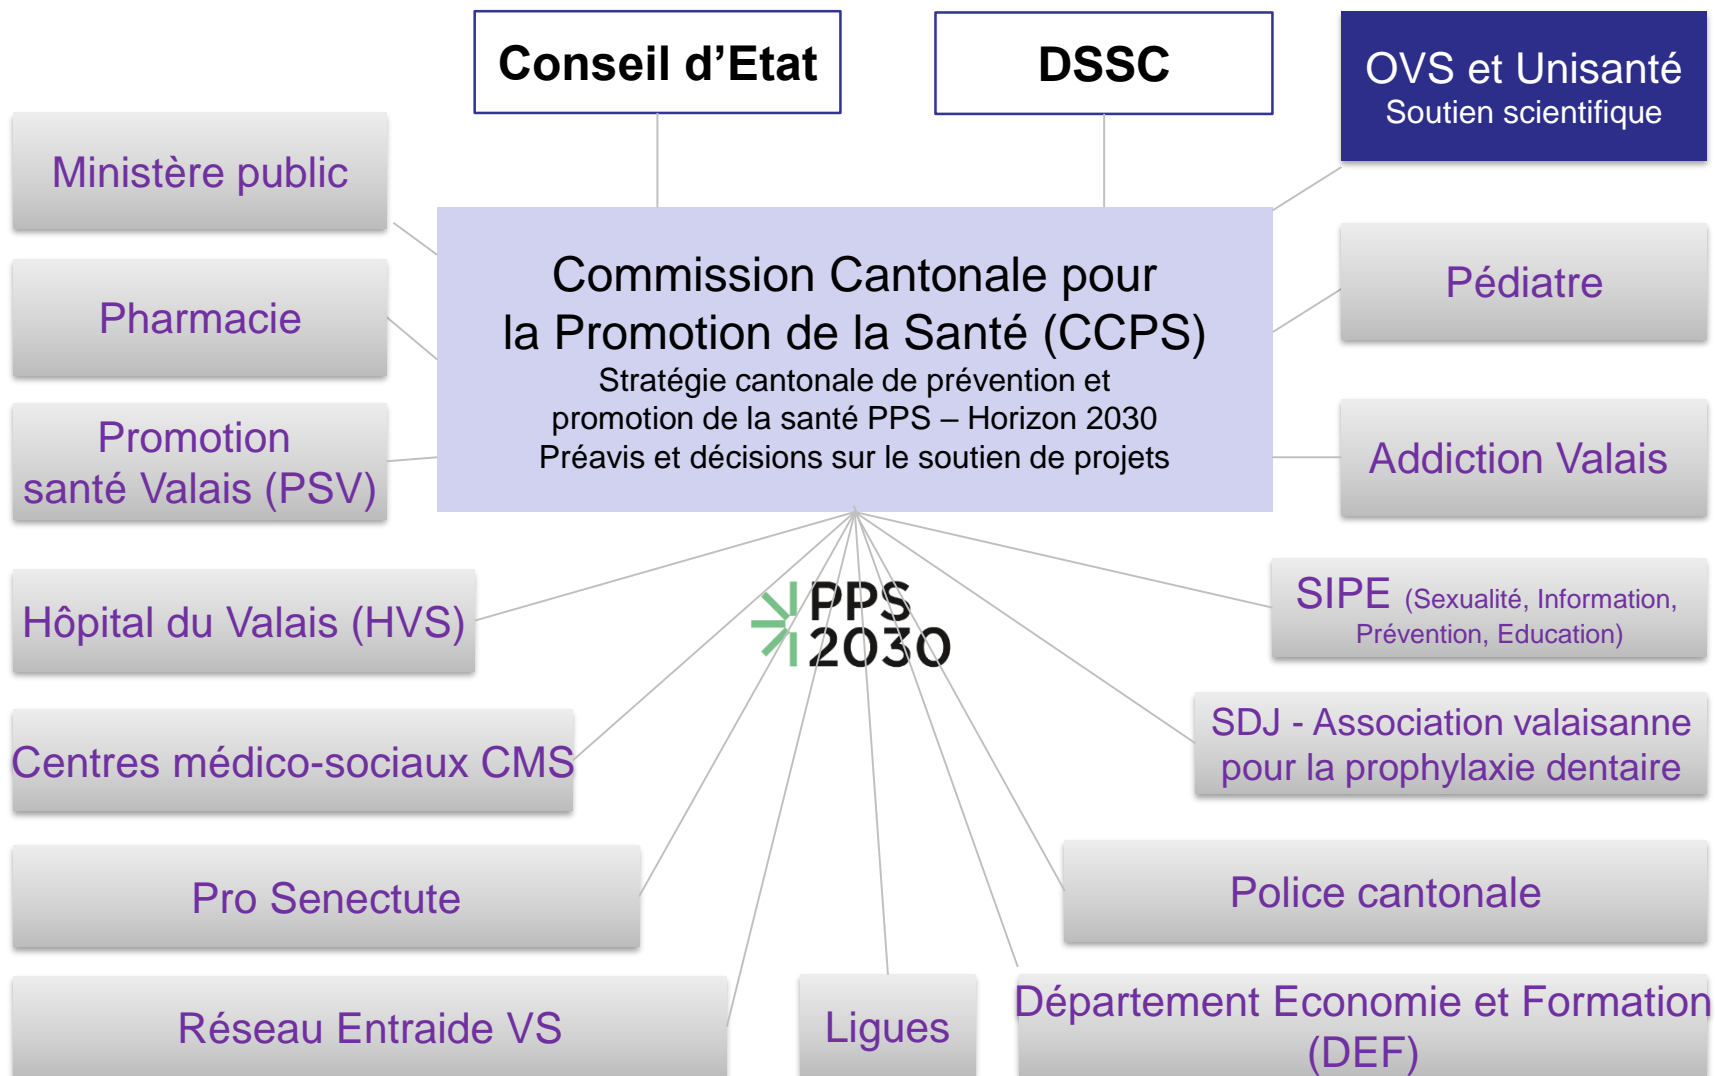 Conseil d’Etat
DSSC
OVS et Unisanté
Soutien scientifique
Ministère public
Pharmacie
Promotion
santé Valais (PSV)
Commission Cantonale pour
la Promotion de la Santé (CCPS)
Stratégie cantonale de prévention et
promotion de la santé PPS – Horizon 2030
Préavis et décisions sur le soutien de projets
Pédiatre
Addiction Valais
Hôpital du Valais (HVS)
PPS
2030
SIPE (Sexualité, Information,
Prévention, Education)
Centres médico-sociaux CMS
SDJ - Association valaisanne
pour la prophylaxie dentaire
Pro Senectute
Police cantonale
Réseau Entraide VS
Ligues
Département Economie et Formation
(DEF)